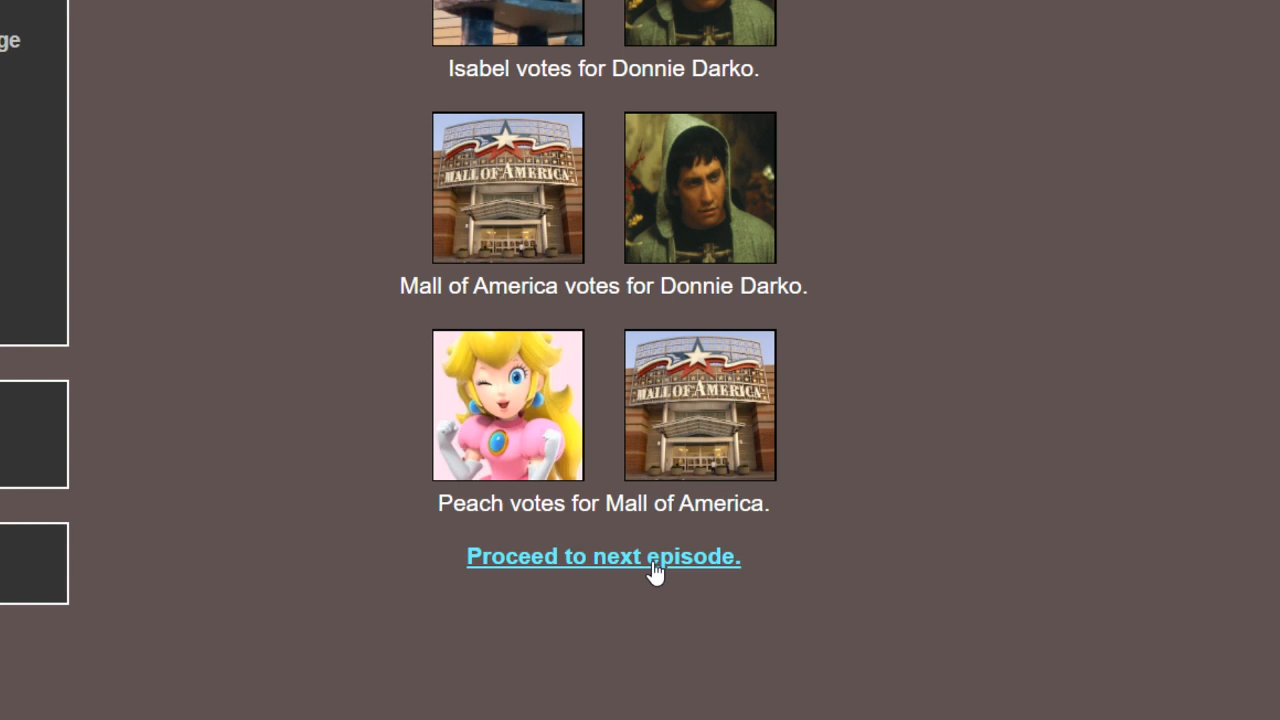 ge
Isabel votes for Donnie Darko.
MALL OF AMERICA
Mall of America votes for Donnie Darko.
MALL OF AMERICA
Peach votes for Mall of America.
Proceed to next episode.